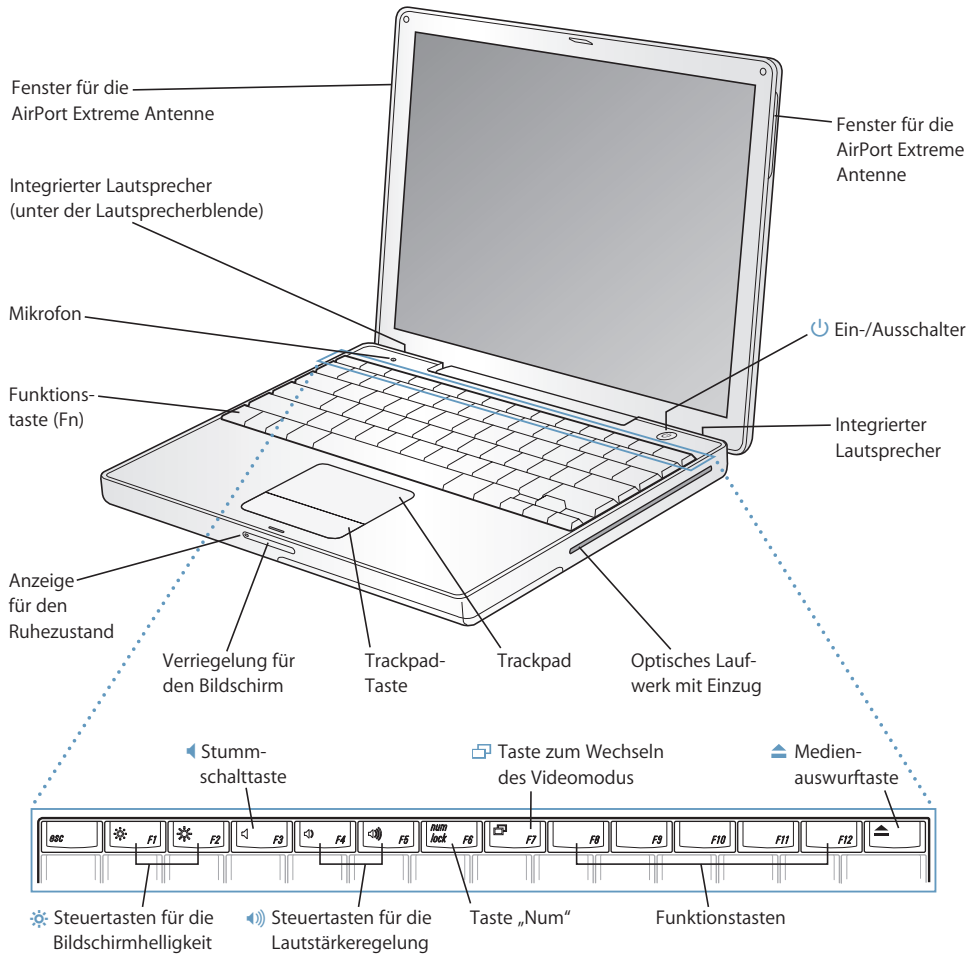 Fenster für die
AirPort Extreme Antenne
Fenster für die
AirPort Extreme
Antenne
Integrierter Lautsprecher
(unter der Lautsprecherblende)
Mikrofon
Ein-/Ausschalter
Funktions-
taste (Fn)
Integrierter
Lautsprecher
Anzeige
für den
Ruhezustand
Verriegelung für
den Bildschirm
Trackpad-
Taste
Trackpad
Optisches Lauf-
werk mit Einzug
Stumm-
schalttaste
Taste zum Wechseln
des Videomodus
Medien-
auswurftaste
esc
F1
F2
F3
F4
F5
num
lock F6
F7
F8
F9
F10
F11
F12
Steuertasten für die
Bildschirmhelligkeit
Steuertasten für die
Lautstärkeregelung
Taste „Num“
Funktionstasten